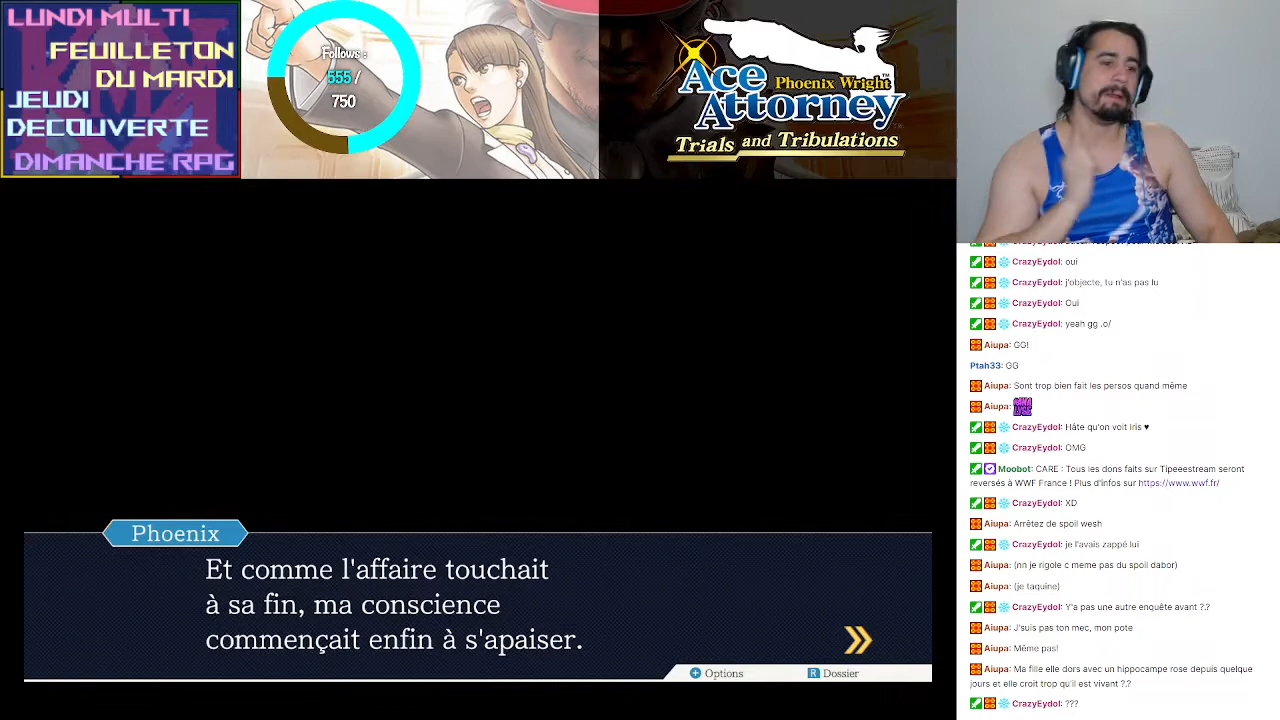 LUNDI MULTI
FEUILLETON
DU MARDI
JEUDI
DECOUVERTE
DIMANCHE RPG
Follows :
555 /
750
Phoenix Wright
Ace
Attorney
Trials and Tribulations
CrazyEydol: oui
CrazyEydol: j'objecte, tu n'as pas lu
CrazyEydol: Oui
CrazyEydol: yeah gg .o/
Aiupa: GG!
Ptah33: GG
Aiupa: Sont trop bien fait les persos quand même
Aiupa:
CrazyEydol: Hâte qu'on voit Iris ♥
CrazyEydol: OMG
Moobot: CARE : Tous les dons faits sur Tipeeestream seront
reversés à WWF France ! Plus d'infos sur https://www.wwf.fr/
CrazyEydol: XD
Aiupa: Arrêtez de spoil wesh
CrazyEydol: je l'avais zappé lui
Aiupa: (nn je rigole c meme pas du spoil dabor)
Aiupa: (je taquine)
CrazyEydol: Y'a pas une autre enquête avant ?.?
Aiupa: J'suis pas ton mec, mon pote
Aiupa: Même pas!
Aiupa: Ma fille elle dors avec un hippocampe rose depuis quelque
jours et elle croit trop qu'il est vivant ?.?
CrazyEydol: ???
Phoenix
Et comme l'affaire touchait
à sa fin, ma conscience
commençait enfin à s'apaiser.
Options
R Dossier